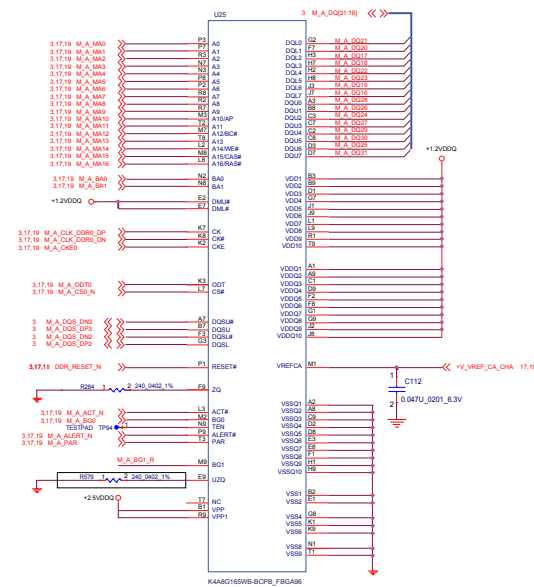 U25
3 M_A_DQ[31:16]
3,17,19 M_A_MA0 P3 A0
3,17,19 M_A_MA1 P7 A1
3,17,19 M_A_MA2 R3 A2
3,17,19 M_A_MA3 N7 A3
3,17,19 M_A_MA4 N3 A4
3,17,19 M_A_MA5 P8 A5
3,17,19 M_A_MA6 P2 A6
3,17,19 M_A_MA7 R8 A7
3,17,19 M_A_MA8 R2 A8
3,17,19 M_A_MA9 R7 A9
3,17,19 M_A_MA10 M3 A10/AP
3,17,19 M_A_MA11 T2 A11
3,17,19 M_A_MA12 M7 A12/BC#
3,17,19 M_A_MA13 T8 A13
3,17,19 M_A_MA14 L2 A14/WE#
3,17,19 M_A_MA15 M8 A15/CAS#
3,17,19 M_A_MA16 L8 A16/RAS#
DQL0 G2 M_A_DQ21
DQL1 F7 M_A_DQ20
DQL2 H3 M_A_DQ17
DQL3 H7 M_A_DQ18
DQL4 H2 M_A_DQ22
DQL5 H8 M_A_DQ23
DQL6 J3 M_A_DQ19
DQL7 J7 M_A_DQ16
DQU0 A3 M_A_DQ28
DQU1 B8 M_A_DQ26
DQU2 C3 M_A_DQ24
DQU3 C7 M_A_DQ27
DQU4 C2 M_A_DQ29
DQU5 C8 M_A_DQ30
DQU6 D3 M_A_DQ25
DQU7 D7 M_A_DQ31
3,17,19 M_A_BA0 N2 BA0
3,17,19 M_A_BA1 N8 BA1
+1.2VDDQ
E2 DMU#
E7 DML#
3,17,19 M_A_CLK_DDR0_DP K7 CK
3,17,19 M_A_CLK_DDR0_DN K8 CK#
3,17,19 M_A_CKE0 K2 CKE
+1.2VDDQ
VDD1 B3
VDD2 B9
VDD3 D1
VDD4 G7
VDD5 J1
VDD6 J9
VDD7 L1
VDD8 L9
VDD9 R1
VDD10 T9
3,17,19 M_A_ODT0 K3 ODT
3,17,19 M_A_CS0_N L7 CS#
VDDQ1 A1
VDDQ2 A9
VDDQ3 C1
VDDQ4 D9
VDDQ5 F2
VDDQ6 F8
VDDQ7 G1
VDDQ8 G9
VDDQ9 J2
VDDQ10 J8
3 M_A_DQS_DN3 A7 DQSU#
3 M_A_DQS_DP3 B7 DQSU
3 M_A_DQS_DN2 F3 DQSL#
3 M_A_DQS_DP2 G3 DQSL
3,17,18 DDR_RESET_N P1 RESET#
VREFCA M1 +V_VREF_CA_CHA 17,19
1
C112
0.047U_0201_6.3V
2
R284 1 2 240_0402_1% F9 ZQ
3,17,19 M_A_ACT_N L3 ACT#
3,17,19 M_A_BG0 M2 BG0
TESTPAD TP94 1 N9 TEN
3,17,19 M_A_ALERT_N P9 ALERT#
3,17,19 M_A_PAR T3 PAR
M_A_BG1_R M9 BG1
R579 1 2 240_0402_1% E9 UZQ
VSSQ1 A2
VSSQ2 A8
VSSQ3 C9
VSSQ4 D2
VSSQ5 D8
VSSQ6 E3
VSSQ7 E8
VSSQ8 F1
VSSQ9 H1
VSSQ10 H9
+2.5VDDQ
T7 NC
B1 VPP
R9 VPP1
VSS1 B2
VSS2 E1
VSS4 G8
VSS5 K1
VSS6 K9
VSS8 N1
VSS9 T1
K4A8G165WB-BCPB_FBGA96